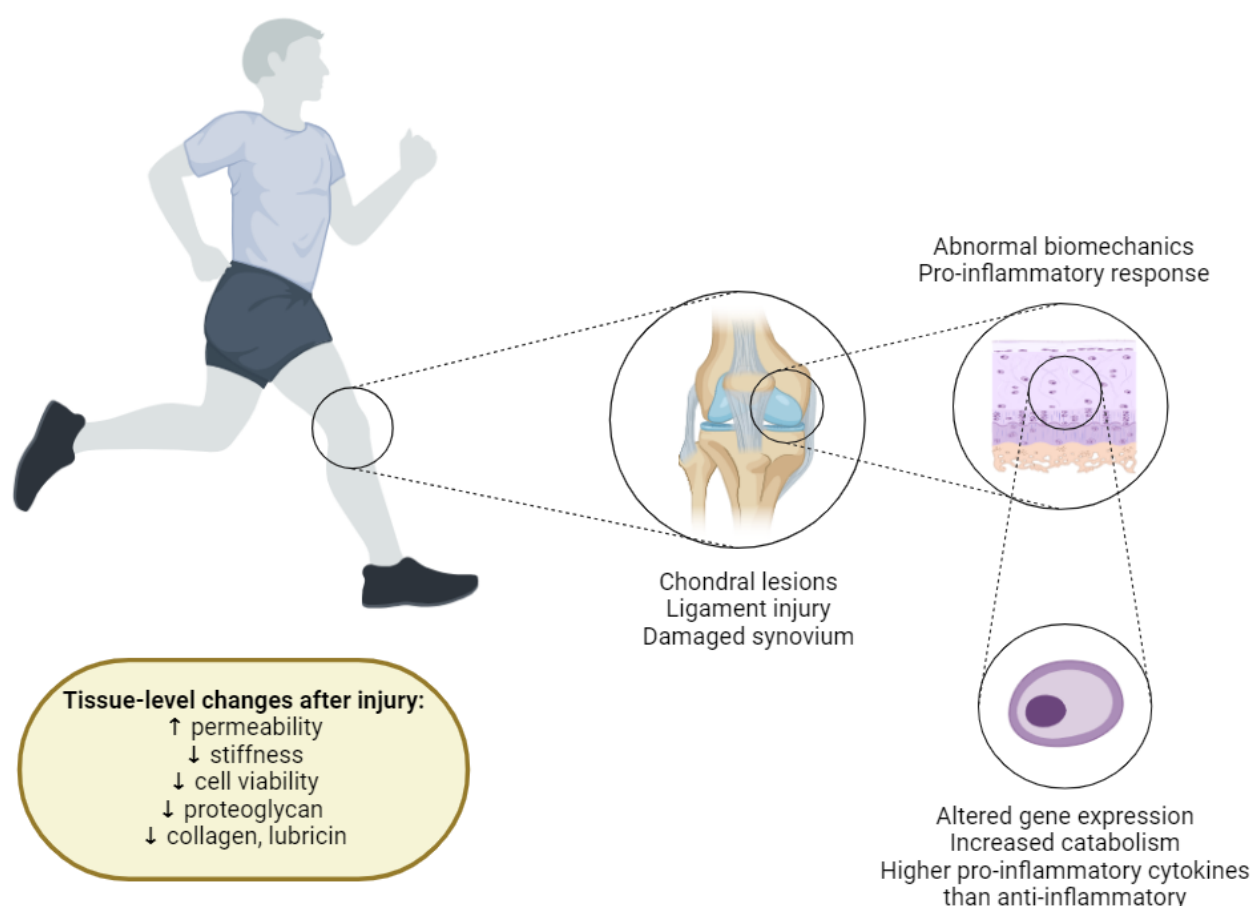 Abnormal biomechanics
Pro-inflammatory response
Chondral lesions
Ligament injury
Damaged synovium
Tissue-level changes after injury:
↑ permeability
↓ stiffness
↓ cell viability
↓ proteoglycan
↓ collagen, lubricin
Altered gene expression
Increased catabolism
Higher pro-inflammatory cytokines
than anti-inflammatory